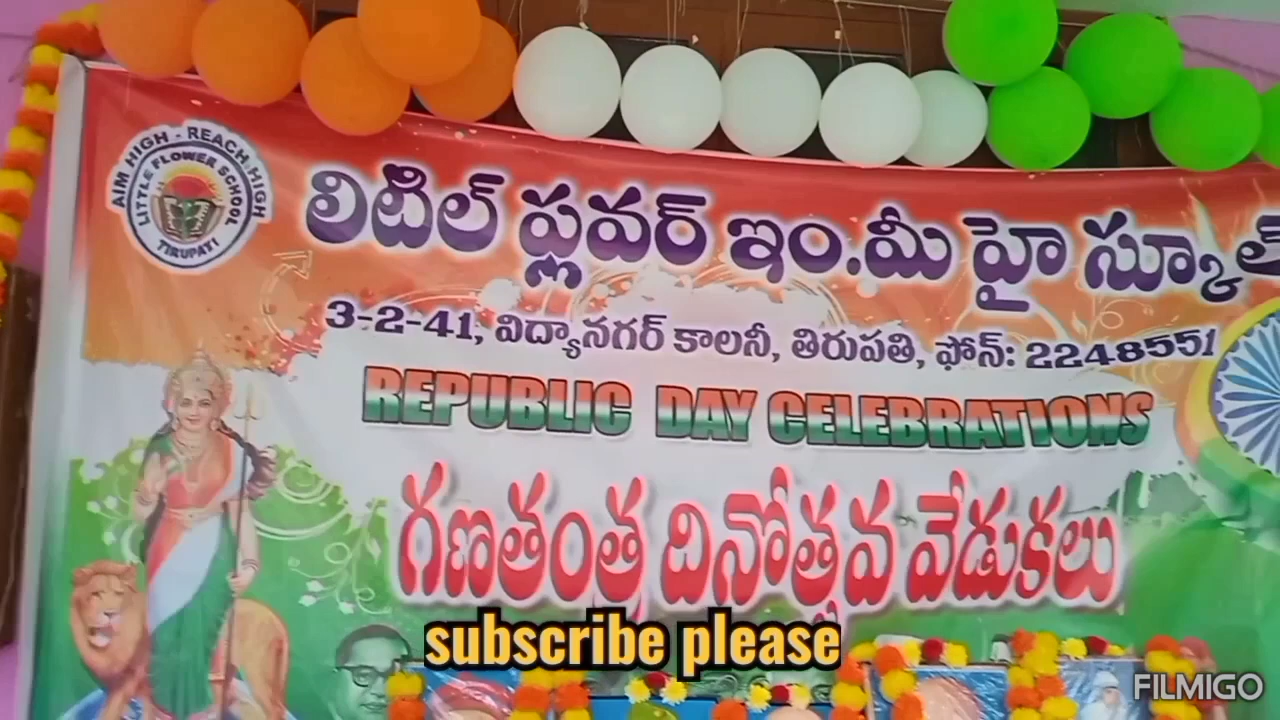 AIM HIGH - REACH HIGH
LITTLE FLOWER SCHOOL
TIRUPATI
లిటిల్ ఫ్లవర్ ఇం.మీ హై స్కూల్
3-2-41, విద్యానగర్ కాలనీ, తిరుపతి, ఫోన్: 2248551
REPUBLIC DAY CELEBRATIONS
గణతంత్ర దినోత్సవ వేడుకలు
subscribe please
FILMIGO